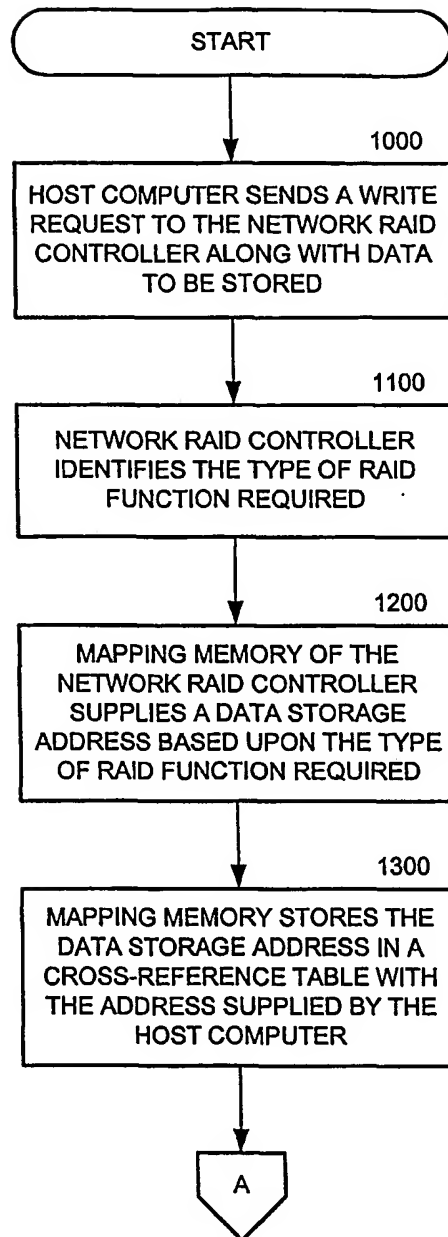 START
1000
HOST COMPUTER SENDS A WRITE
REQUEST TO THE NETWORK RAID
CONTROLLER ALONG WITH DATA
TO BE STORED
1100
NETWORK RAID CONTROLLER
IDENTIFIES THE TYPE OF RAID
FUNCTION REQUIRED
1200
MAPPING MEMORY OF THE
NETWORK RAID CONTROLLER
SUPPLIES A DATA STORAGE
ADDRESS BASED UPON THE TYPE
OF RAID FUNCTION REQUIRED
1300
MAPPING MEMORY STORES THE
DATA STORAGE ADDRESS IN A
CROSS-REFERENCE TABLE WITH
THE ADDRESS SUPPLIED BY THE
HOST COMPUTER
A